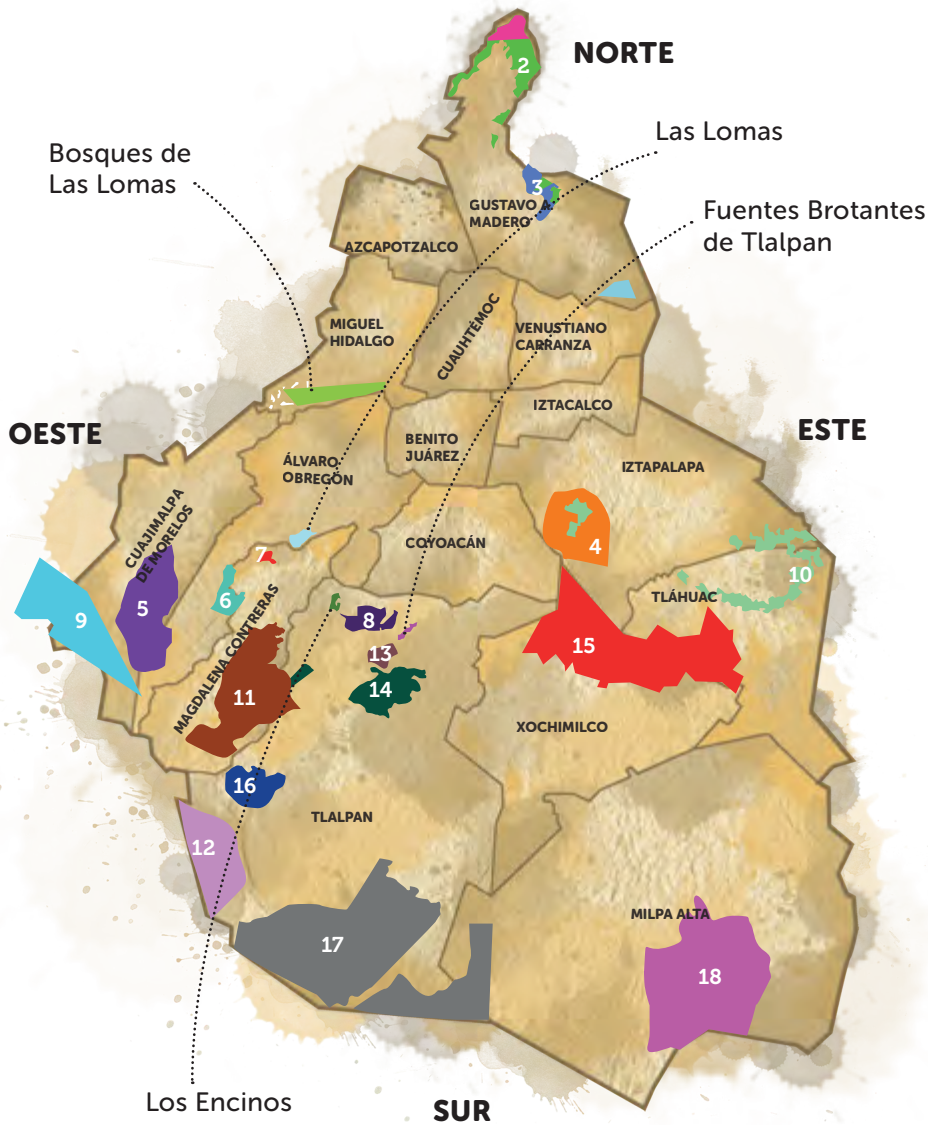 NORTE
2
Las Lomas
Bosques de
Las Lomas
3
GUSTAVO A
MADERO
Fuentes Brotantes
de Tlalpan
AZCAPOTZALCO
MIGUEL
HIDALGO
CUAUHTÉMOC
VENUSTIANO
CARRANZA
IZTACALCO
OESTE
ESTE
BENITO
JUÁREZ
ÁLVARO
OBREGÓN
IZTAPALAPA
CUAJIMALPA
DE MORELOS
COYOACÁN
4
7
10
TLÁHUAC
6
5
9
8
MAGDALENA CONTRERAS
13
15
14
11
XOCHIMILCO
16
TLALPAN
12
MILPA ALTA
17
18
Los Encinos
SUR